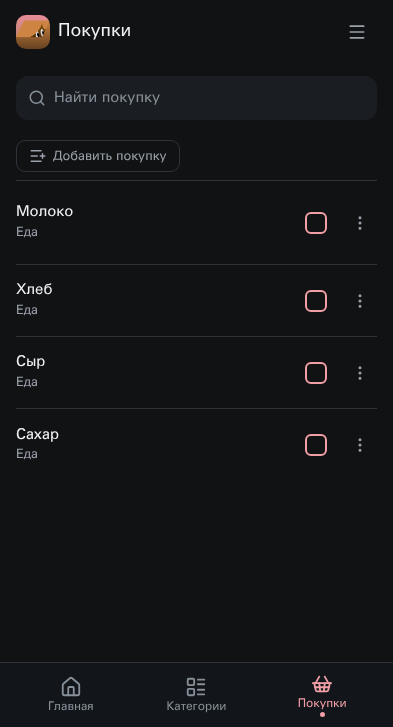 Покупки
Найти покупку
Добавить покупку
Молоко
Еда
Хлеб
Еда
Сыр
Еда
Сахар
Еда
Главная
Категории
Покупки